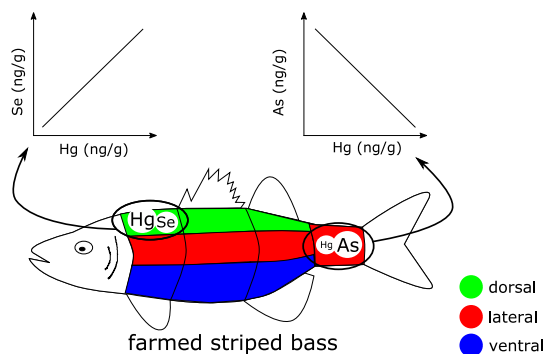 Se (ng/g)
Hg (ng/g)
As (ng/g)
Hg (ng/g)
Hg Se
Hg As
dorsal
lateral
ventral
farmed striped bass